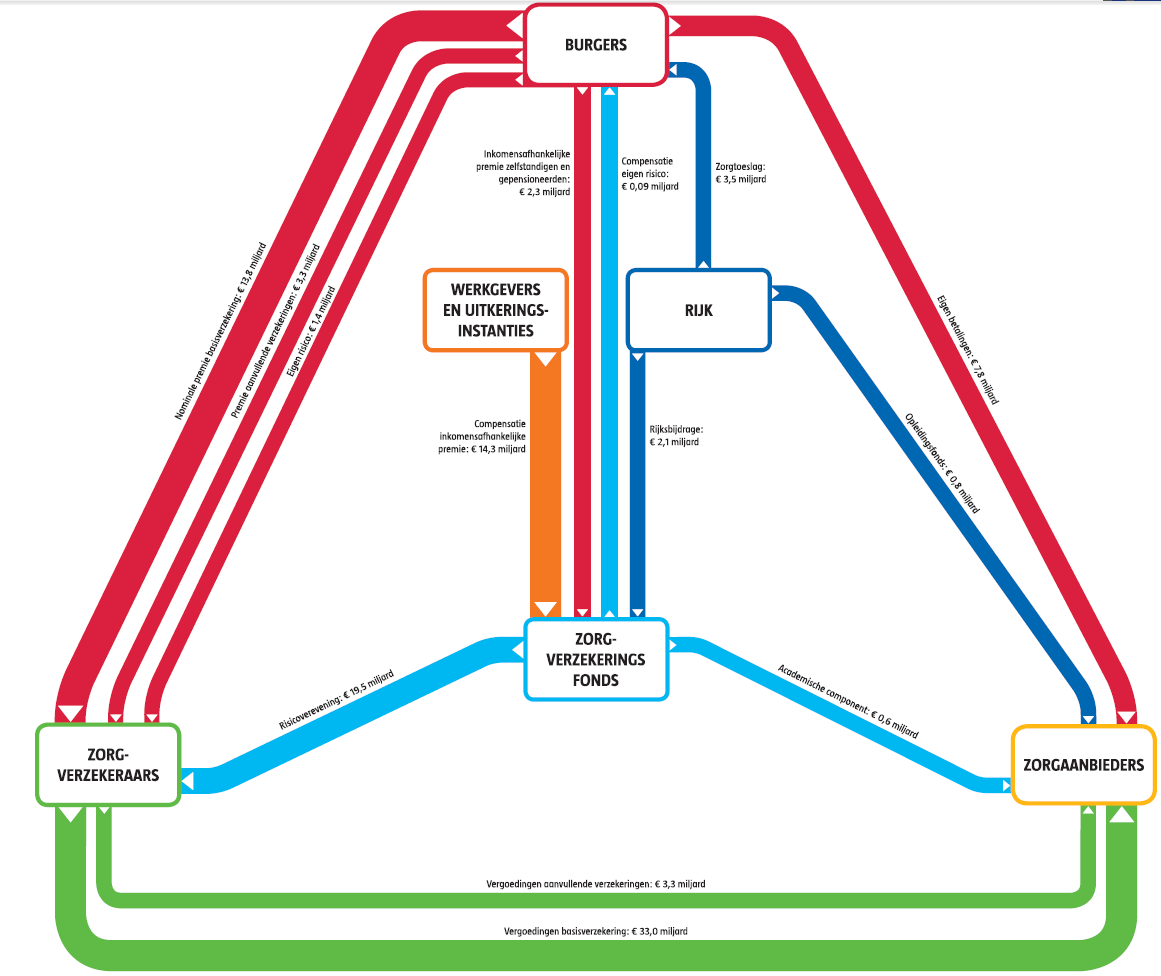 BURGERS
Inkomensafhankelijke
premie zelfstandigen en
gepensioneerden:
€ 2,3 miljard
Compensatie
eigen risico:
€ 0,09 miljard
Zorgtoeslag:
€ 3,5 miljard
Nominale premie basisverzekering: € 13,8 miljard
Premie aanvullende verzekeringen: € 3,3 miljard
Eigen risico: € 1,4 miljard
WERKGEVERS
EN UITKERINGS-
INSTANTIES
RIJK
Eigen betalingen: € 7,8 miljard
Opleidingsfonds: € 0,8 miljard
Compensatie
inkomensafhankelijke
premie: € 14,3 miljard
Rijksbijdrage:
€ 2,1 miljard
ZORG-
VERZEKERINGS
FONDS
Risicoverevening: € 19,5 miljard
Academische component: € 0,6 miljard
ZORG-
VERZEKERAARS
ZORGAANBIEDERS
Vergoedingen aanvullende verzekeringen: € 3,3 miljard
Vergoedingen basisverzekering: € 33,0 miljard